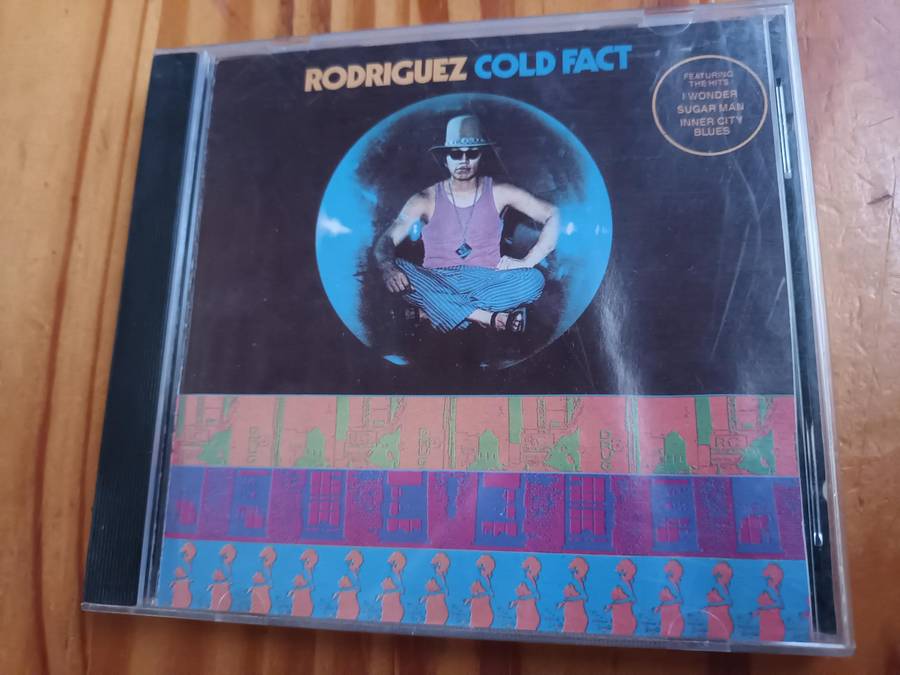 RODRIGUEZ COLD FACT
FEATURING
THE HITS
I WONDER
SUGAR MAN
INNER CITY
BLUES